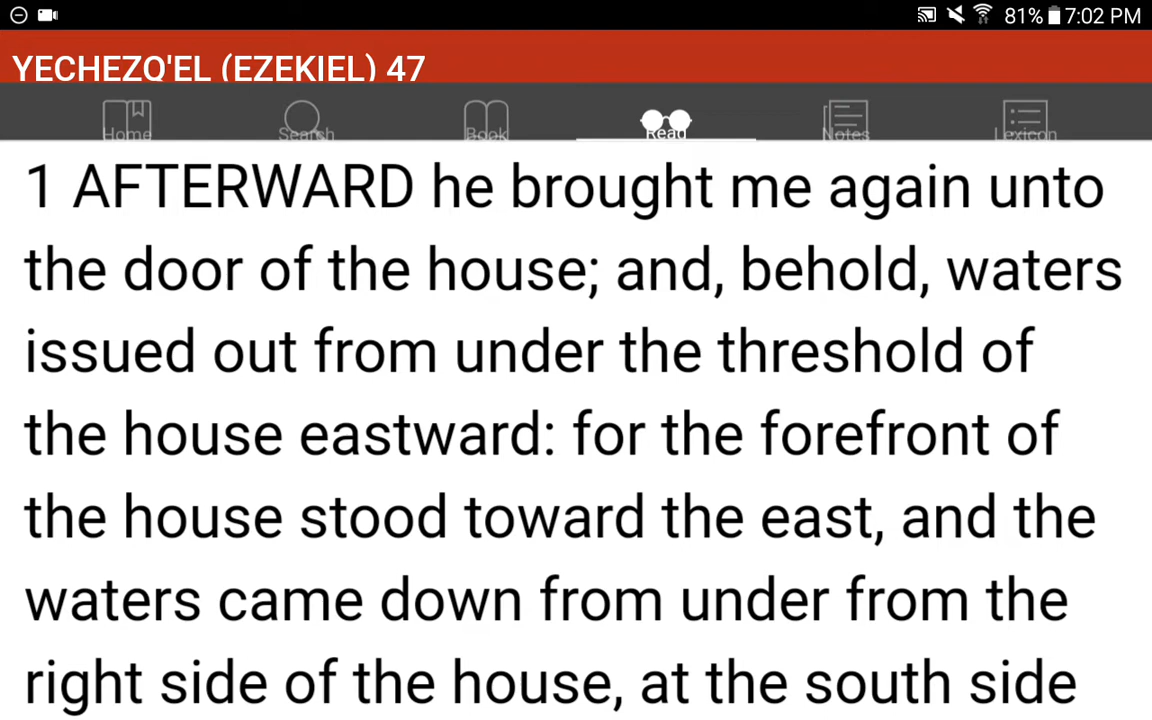 81% 7:02 PM
YECHEZQ'EL (EZEKIEL) 47
Home Search Book Read Notes Lexicon
1 AFTERWARD he brought me again unto
the door of the house; and, behold, waters
issued out from under the threshold of
the house eastward: for the forefront of
the house stood toward the east, and the
waters came down from under from the
right side of the house, at the south side